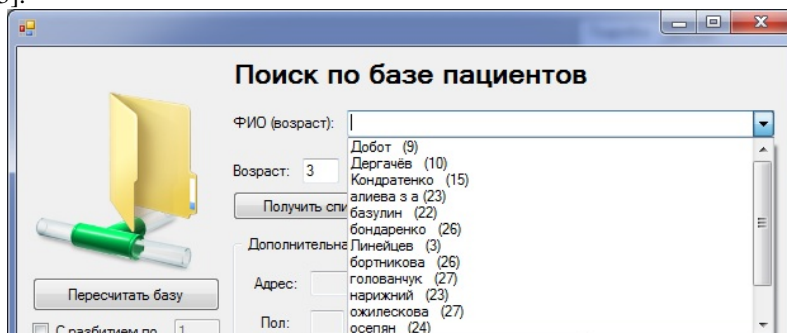 5].
Поиск по базе пациентов
ФИО (возраст):
Добот (9)
Дергачёв (10)
Возраст: 3
Кондратенко (15)
алиева з а (23)
Получить спи
базулин (22)
бондаренко (26)
Дополнительна
Линейцев (3)
бортникова (26)
Адрес:
голованчук (27)
Пересчитать базу
нарижний (23)
ожилескова (27)
Пол:
осепян (24)
С разбитием по 1